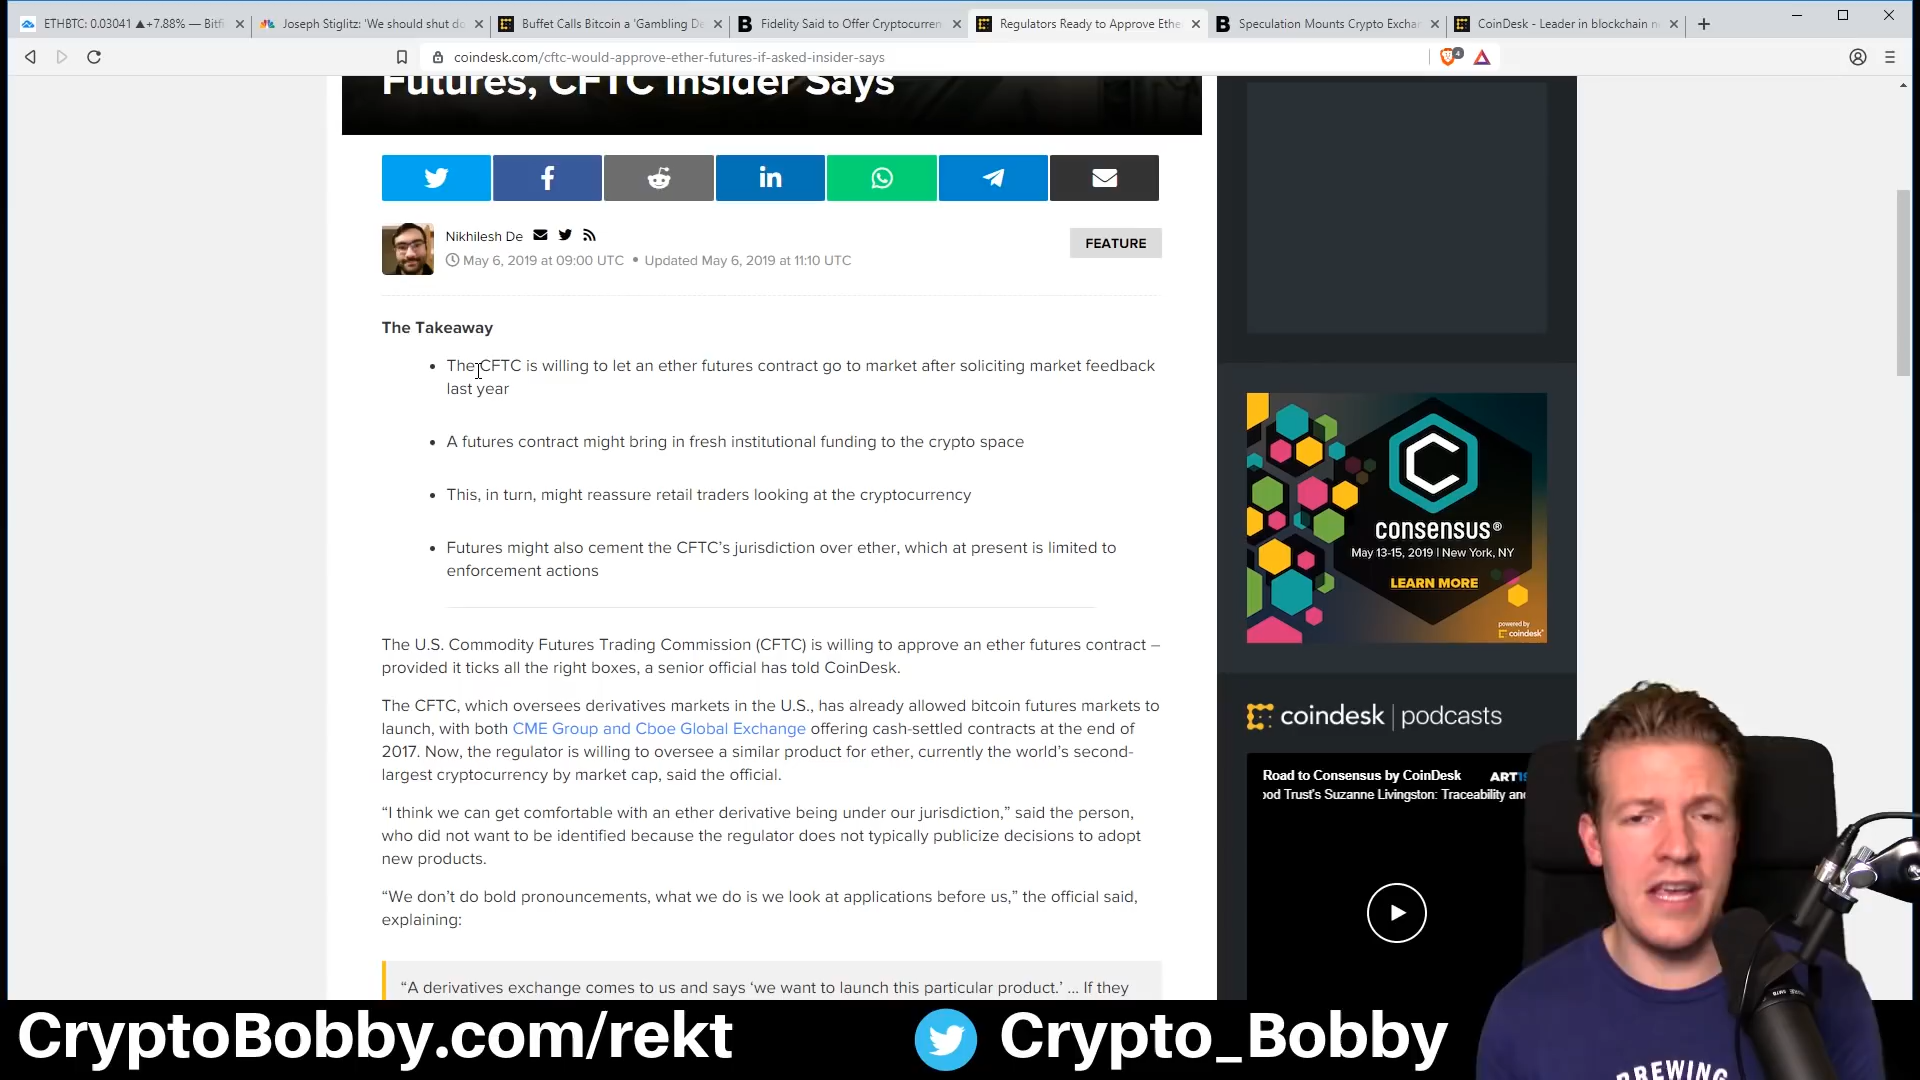 ETHBTC: 0.03041 ▲+7.88% — Bitfi
Joseph Stiglitz: 'We should shut do
Buffet Calls Bitcoin a 'Gambling De
Fidelity Said to Offer Cryptocurren
Regulators Ready to Approve Ethe
Speculation Mounts Crypto Exchan
CoinDesk - Leader in blockchain n
coindesk.com/cftc-would-approve-ether-futures-if-asked-insider-says
4
Futures, CFTC Insider Says
Nikhilesh De
May 6, 2019 at 09:00 UTC • Updated May 6, 2019 at 11:10 UTC
FEATURE
The Takeaway
• The CFTC is willing to let an ether futures contract go to market after soliciting market feedback
last year
• A futures contract might bring in fresh institutional funding to the crypto space
• This, in turn, might reassure retail traders looking at the cryptocurrency
• Futures might also cement the CFTC's jurisdiction over ether, which at present is limited to
enforcement actions
The U.S. Commodity Futures Trading Commission (CFTC) is willing to approve an ether futures contract –
provided it ticks all the right boxes, a senior official has told CoinDesk.
The CFTC, which oversees derivatives markets in the U.S., has already allowed bitcoin futures markets to
launch, with both CME Group and Cboe Global Exchange offering cash-settled contracts at the end of
2017. Now, the regulator is willing to oversee a similar product for ether, currently the world's second-
largest cryptocurrency by market cap, said the official.
“I think we can get comfortable with an ether derivative being under our jurisdiction,” said the person,
who did not want to be identified because the regulator does not typically publicize decisions to adopt
new products.
“We don't do bold pronouncements, what we do is we look at applications before us,” the official said,
explaining:
“A derivatives exchange comes to us and says ‘we want to launch this particular product.’ ... If they
consensus®
May 13-15, 2019 | New York, NY
LEARN MORE
powered by
coindesk
coindesk | podcasts
Road to Consensus by CoinDesk
ART19
ood Trust's Suzanne Livingston: Traceability and
BREWING
CryptoBobby.com/rekt
Crypto_Bobby